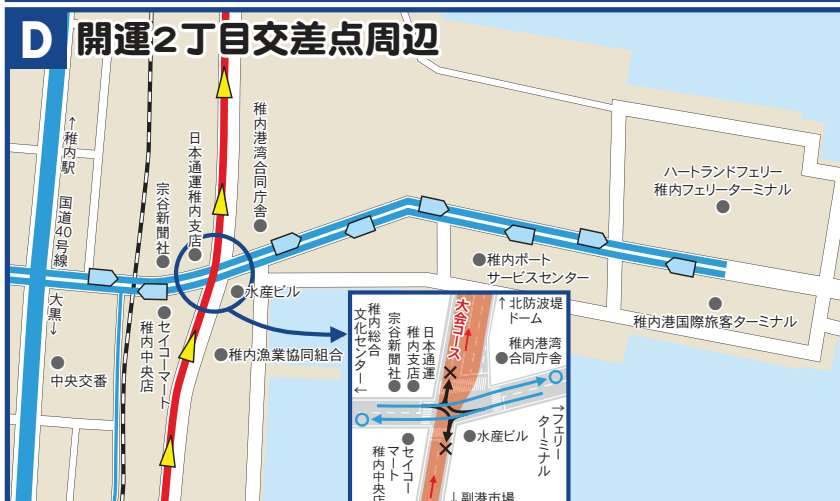 D 開運2丁目交差点周辺
↑稚内駅
国道40号線
大黒↓
中央交番
宗谷新聞社
日本通運稚内支店
稚内港湾合同庁舎
セイコーマート
稚内中央店
水産ビル
稚内漁業協同組合
稚内ポート
サービスセンター
ハートランドフェリー
稚内フェリーターミナル
稚内港国際旅客ターミナル
稚内総合
文化センター←
宗谷新聞社
日本通運
稚内支店
大会コース
↑北防波堤
ドーム
稚内港湾
合同庁舎
→フェリー
ターミナル
水産ビル
セイコー
マート
稚内中央店
↓副港市場